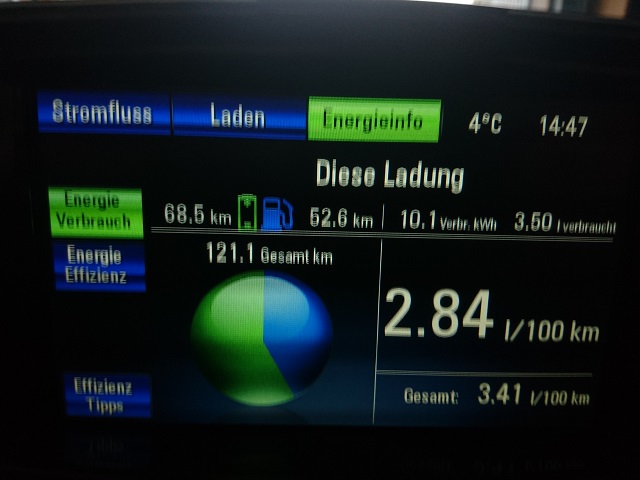 Stromfluss Laden Energieinfo 4°C 14:47
Diese Ladung
Energie
Verbrauch
68.5 km 52.6 km 10.1 Verbr. kWh 3.50 l verbraucht
Energie
Effizienz
121.1 Gesamt km
2.84 l/100 km
Effizienz
Tipps
Gesamt: 3.41 l/100 km